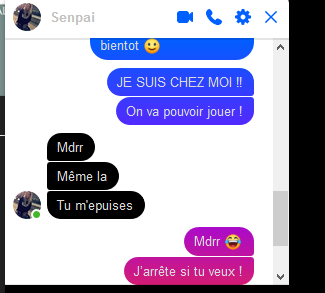 Senpai
bientot 🙂
JE SUIS CHEZ MOI !!
On va pouvoir jouer !
Mdrr
Même la
Tu m'epuises
Mdrr 😂
J'arrête si tu veux !